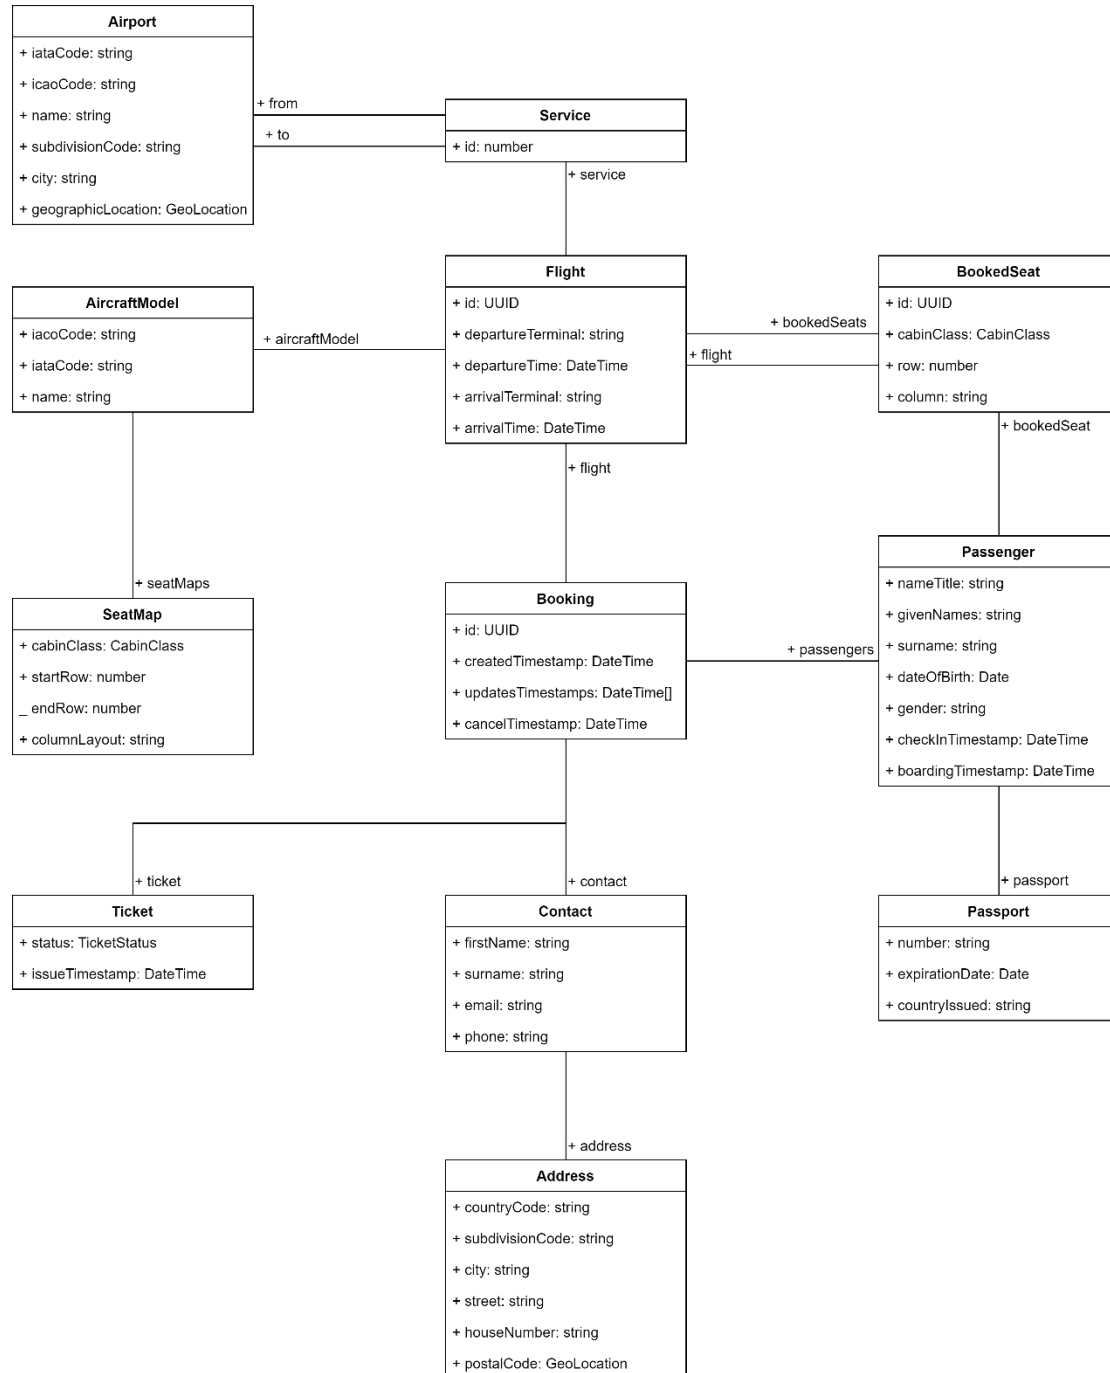 Airport
+ iataCode: string
+ icaoCode: string
+ name: string
+ subdivisionCode: string
+ city: string
+ geographicLocation: GeoLocation
+ from
+ to
Service
+ id: number
+ service
AircraftModel
+ iacoCode: string
+ iataCode: string
+ name: string
+ aircraftModel
Flight
+ id: UUID
+ departureTerminal: string
+ departureTime: DateTime
+ arrivalTerminal: string
+ arrivalTime: DateTime
+ bookedSeats
+ flight
BookedSeat
+ id: UUID
+ cabinClass: CabinClass
+ row: number
+ column: string
+ bookedSeat
+ flight
+ seatMaps
SeatMap
+ cabinClass: CabinClass
+ startRow: number
_ endRow: number
+ columnLayout: string
Booking
+ id: UUID
+ createdTimestamp: DateTime
+ updatesTimestamps: DateTime[]
+ cancelTimestamp: DateTime
+ passengers
Passenger
+ nameTitle: string
+ givenNames: string
+ surname: string
+ dateOfBirth: Date
+ gender: string
+ checkInTimestamp: DateTime
+ boardingTimestamp: DateTime
+ ticket
Ticket
+ status: TicketStatus
+ issueTimestamp: DateTime
+ contact
Contact
+ firstName: string
+ surname: string
+ email: string
+ phone: string
+ passport
Passport
+ number: string
+ expirationDate: Date
+ countryIssued: string
+ address
Address
+ countryCode: string
+ subdivisionCode: string
+ city: string
+ street: string
+ houseNumber: string
+ postalCode: GeoLocation